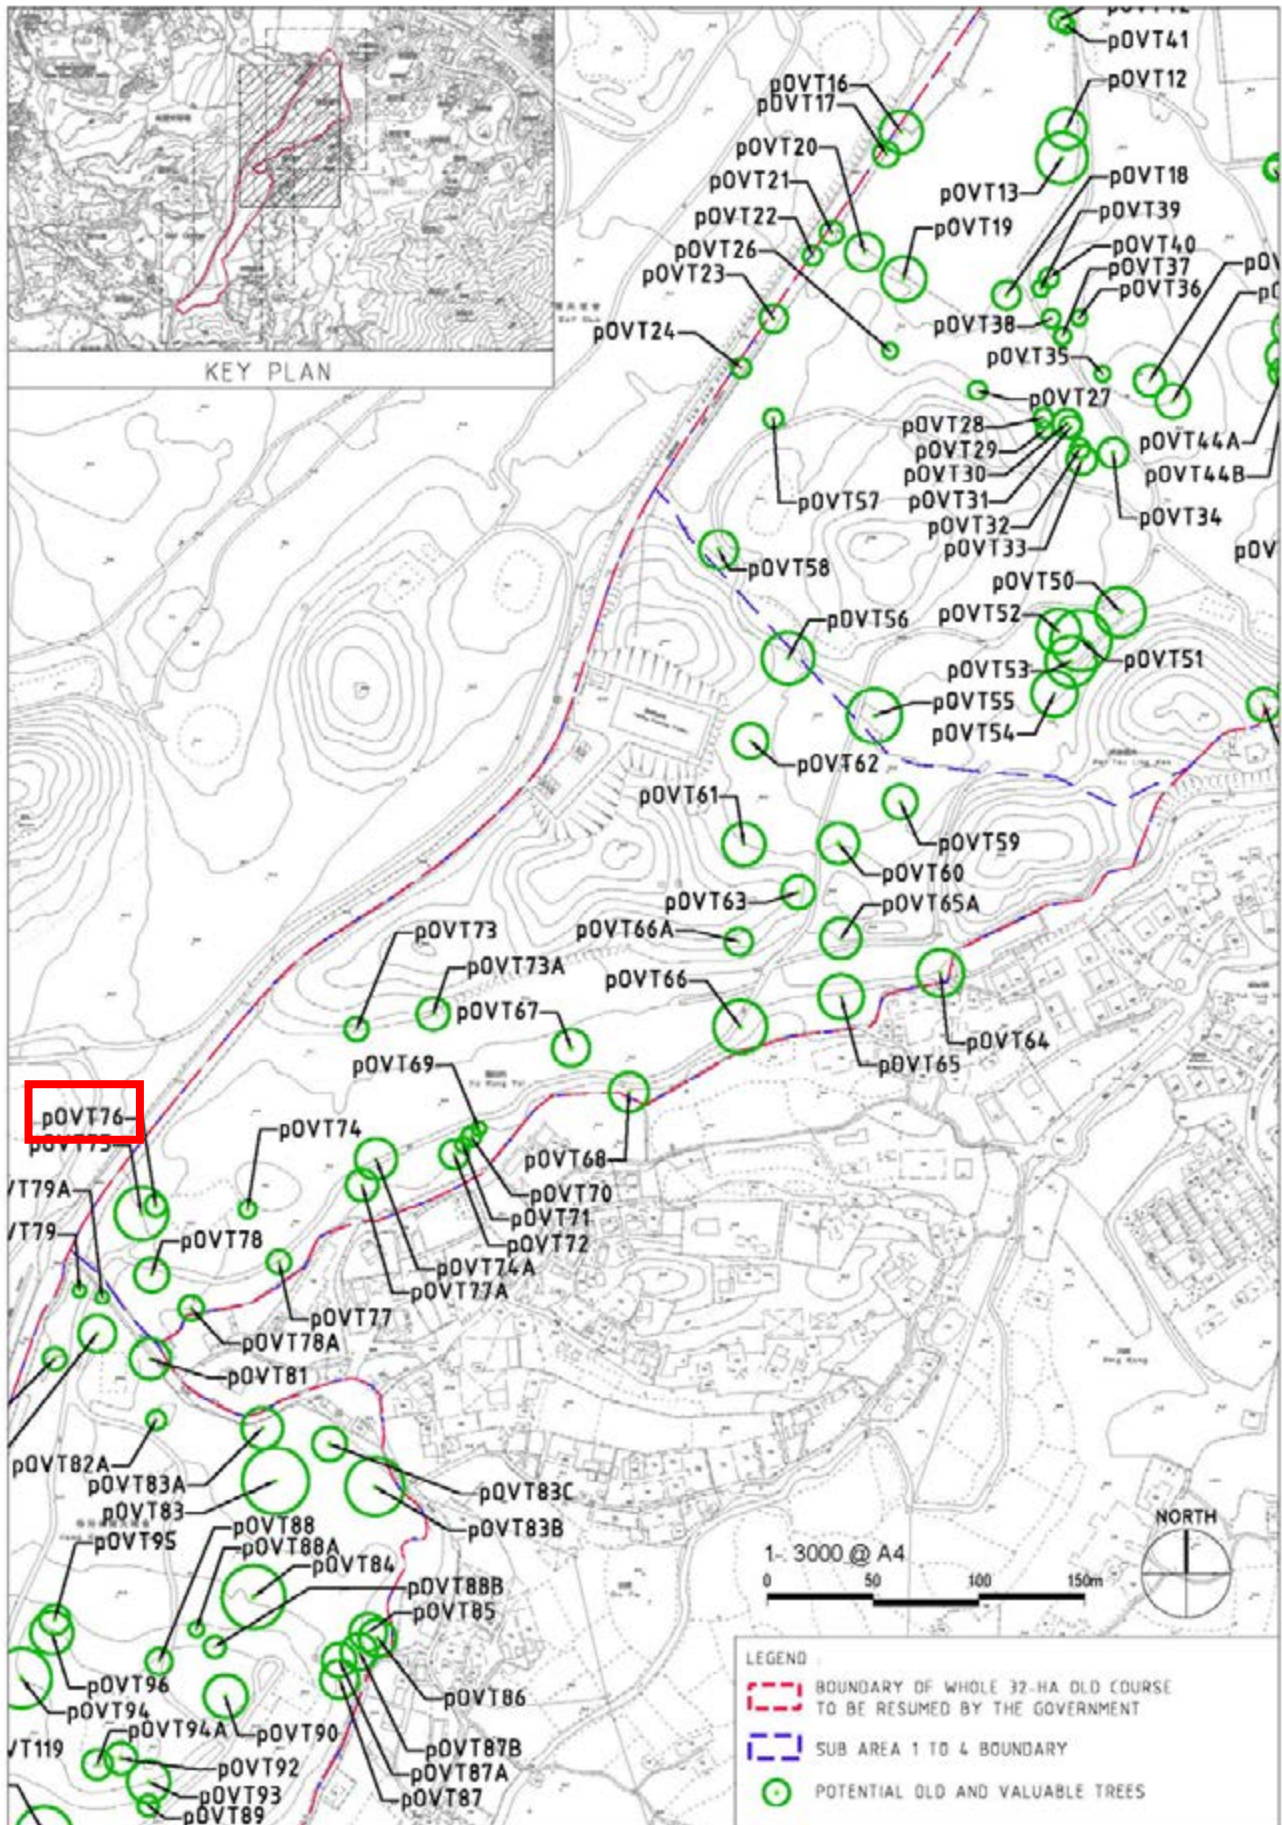 pOVT41
pOVT12
pOVT16
pOVT17
pOVT20
pOVT21
pOVT13
pOVT18
pOVT22
pOVT39
pOVT26
pOVT19
pOVT40
pOVT23
pOVT37
pOVT36
pOVT24
pOVT38
pOVT35
KEY PLAN
pOVT27
pOVT28
pOVT44A
pOVT29
pOVT30
pOVT44B
pOVT57
pOVT31
pOVT34
pOVT32
pOVT33
pOVT58
pOVT50
pOVT52
pOVT56
pOVT51
pOVT53
pOVT55
pOVT54
pOVT62
pOVT61
pOVT59
pOVT60
pOVT63
pOVT65A
pOVT73
pOVT66A
pOVT73A
pOVT66
pOVT67
pOVT64
pOVT65
pOVT69
pOVT76
pOVT74
pOVT75
pOVT68
VT79A
pOVT70
pOVT71
VT79
pOVT78
pOVT72
pOVT74A
pOVT77A
pOVT77
pOVT78A
pOVT81
pOVT82A
pOVT83A
pOVT83C
pOVT83
pOVT83B
pOVT88
pOVT95
pOVT88A
pOVT84
pOVT88B
pOVT85
pOVT96
pOVT86
pOVT94
pOVT94A
pOVT90
VT119
pOVT87B
pOVT92
pOVT87A
pOVT93
pOVT87
pOVT89
NORTH
1-: 3000 @ A4
0 50 100 150m
LEGEND :
BOUNDARY OF WHOLE 32-HA OLD COURSE
TO BE RESUMED BY THE GOVERNMENT
SUB AREA 1 TO 4 BOUNDARY
POTENTIAL OLD AND VALUABLE TREES